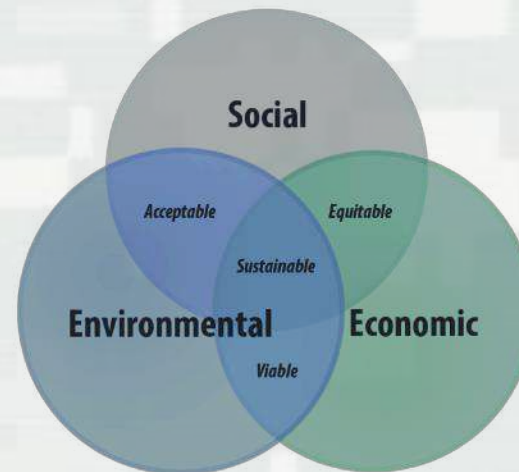 Social
Acceptable
Equitable
Sustainable
Environmental
Economic
Viable